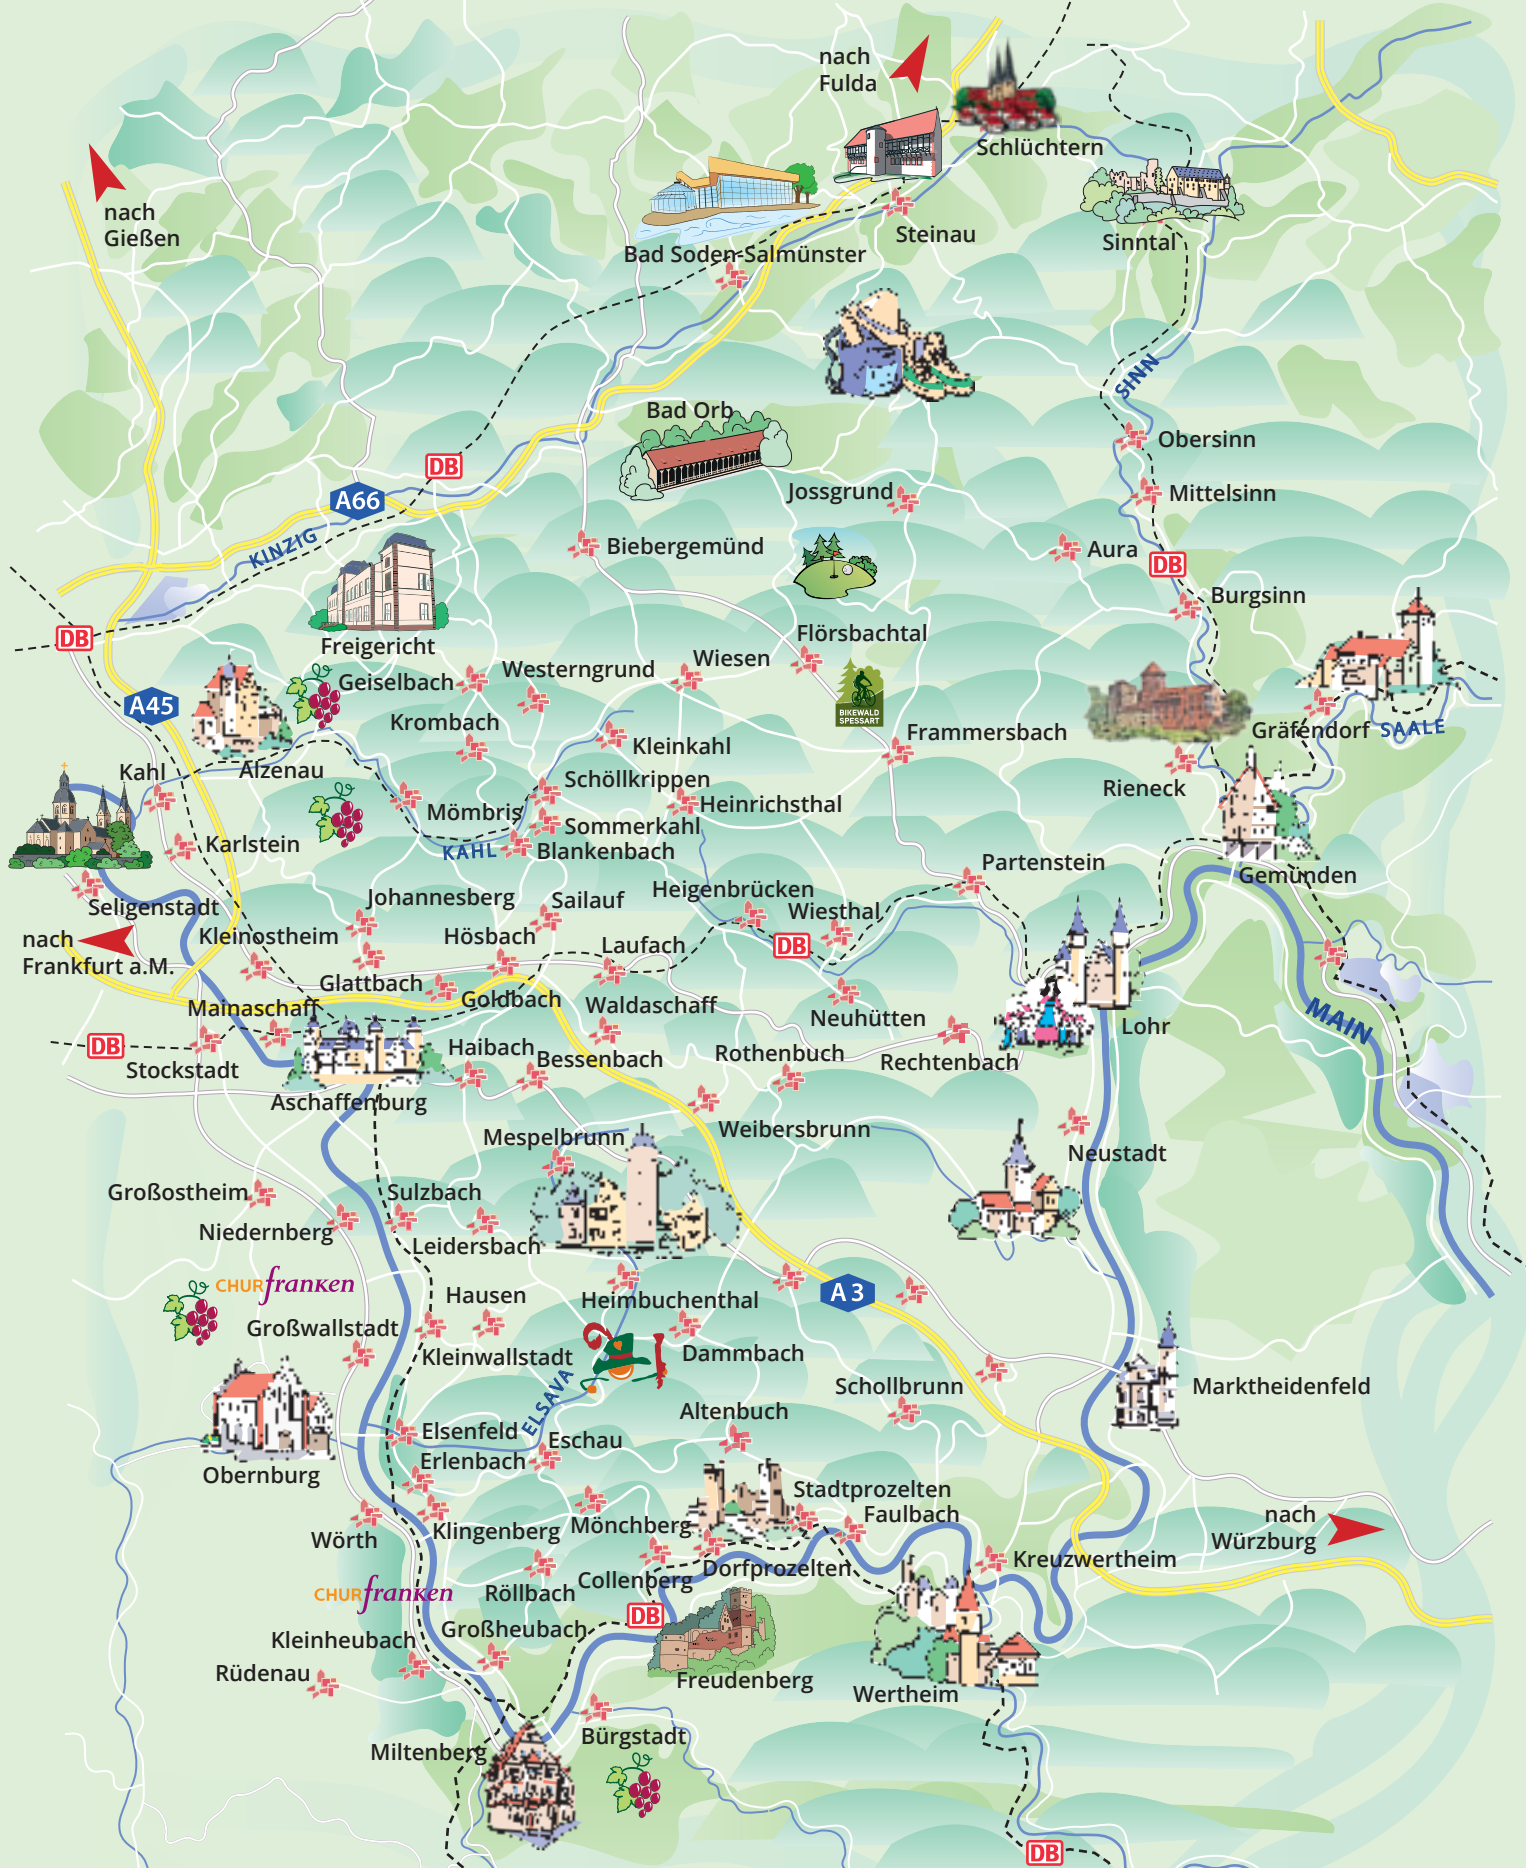 nach
Fulda
Schlüchtern
nach
Gießen
Steinau
Sinntal
Bad Soden-Salmünster
SINN
Bad Orb
Obersinn
DB
Jossgrund
Mittelsinn
A66
KINZIG
Biebergemünd
Aura
DB
Burgsinn
DB
Freigericht
Flörsbachtal
Westerngrund
Wiesen
Geiselbach
A45
BIKEWALD
SPESSART
Krombach
Frammersbach
Gräfendorf
SAALE
Kleinkahl
Kahl
Alzenau
Schöllkrippen
Rieneck
Mömbris
Heinrichsthal
Sommerkahl
Karlstein
KAHL
Blankenbach
Partenstein
Gemünden
Heigenbrücken
Johannesberg
Sailauf
Seligenstadt
Wiesthal
Kleinostheim
Hösbach
Laufach
DB
nach
Frankfurt a.M.
Glattbach
Goldbach
Waldaschaff
Mainaschaff
Neuhütten
MAIN
Lohr
DB
Haibach
Bessenbach
Rothenbuch
Rechtenbach
Stockstadt
Aschaffenburg
Weibersbrunn
Mespelbrunn
Neustadt
Großostheim
Sulzbach
Niedernberg
Leidersbach
CHURfranken
Hausen
Heimbuchenthal
A 3
Großwallstadt
Kleinwallstadt
Dammbach
Schollbrunn
Marktheidenfeld
ELSAVA
Altenbuch
Elsenfeld
Eschau
Erlenbach
Obernburg
Stadtprozelten
Faulbach
nach
Würzburg
Wörth
Klingenberg
Mönchberg
Kreuzwertheim
Dorfprozelten
Collenberg
Röllbach
CHURfranken
DB
Großheubach
Kleinheubach
Rüdenau
Freudenberg
Wertheim
Bürgstadt
Miltenberg
DB